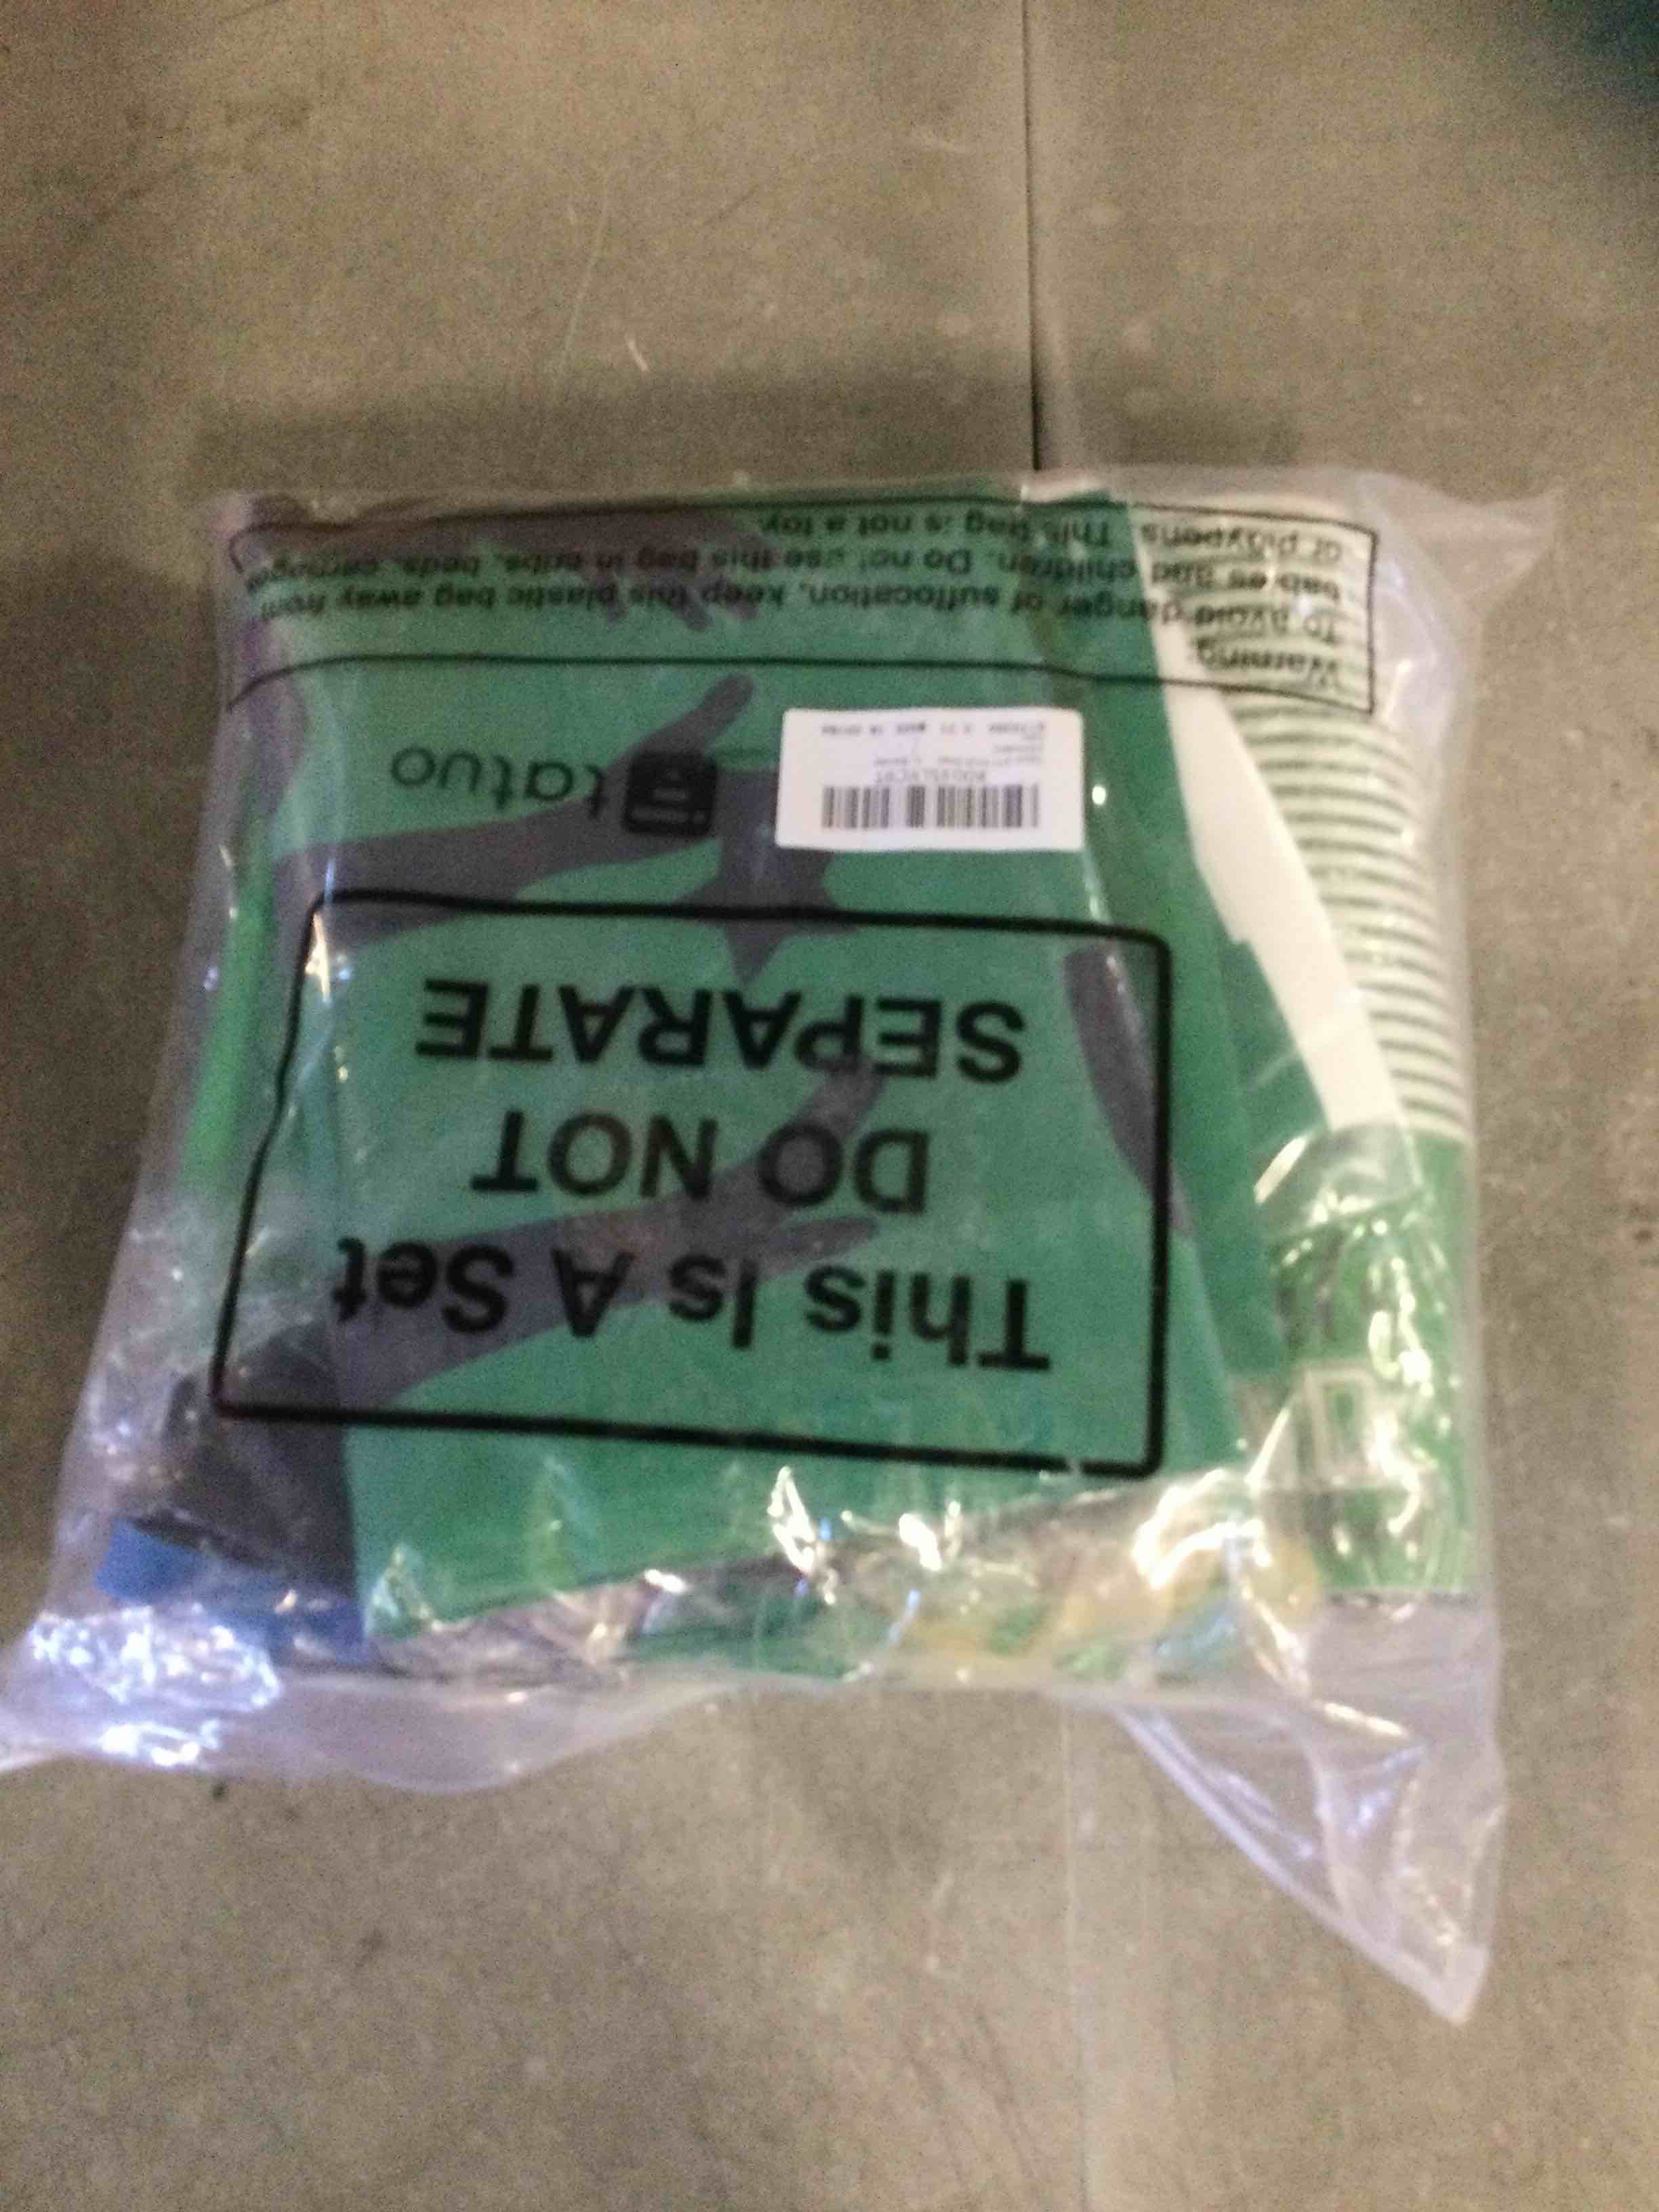 This Is A Set
DO NOT
SEPARATE
tatuo
Warning:
To avoid danger of suffocation, keep this plastic bag away from
babies and children. Do not use this bag in cribs, beds, carriages
or playpens. This bag is not a toy.